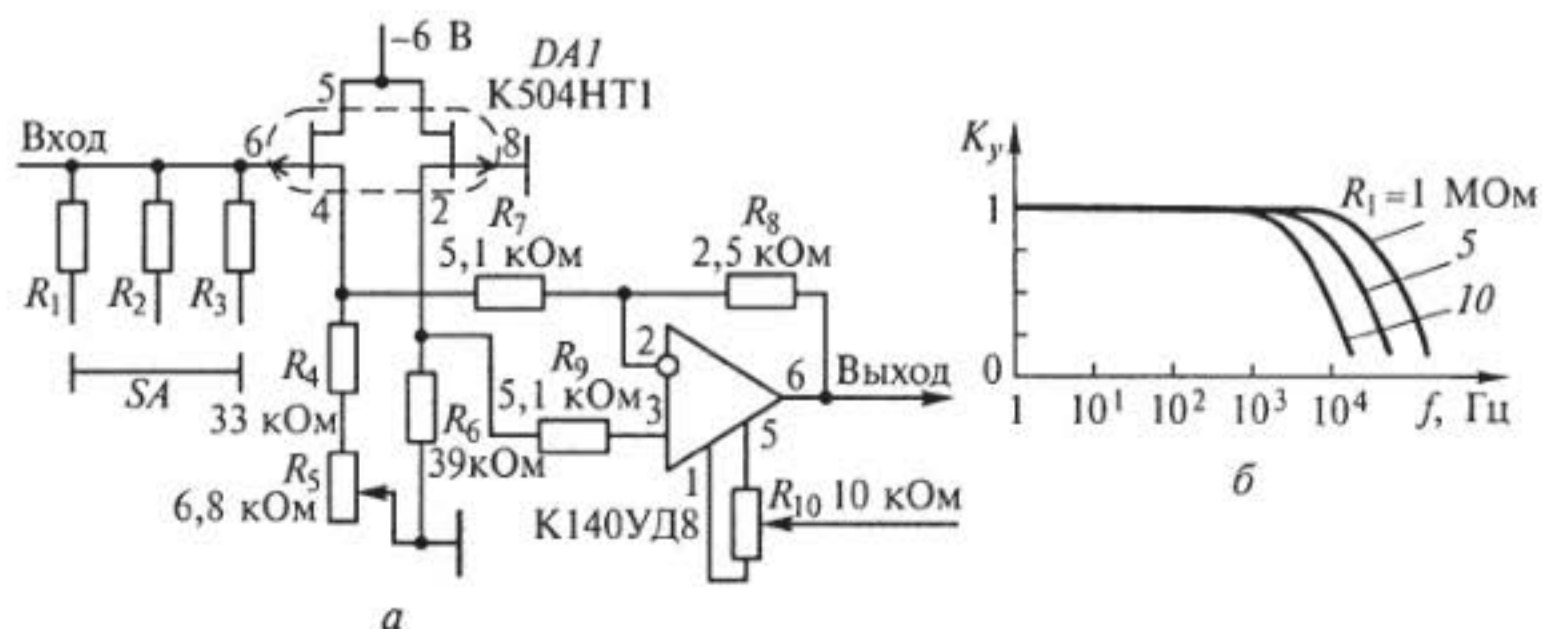 –6 В
DA1
К504НТ1
5
Вход
6
8
4
2
R₁
R₂
R₃
SA
R₇
5,1 кОм
R₈
2,5 кОм
R₄
33 кОм
R₅
6,8 кОм
R₆
39кОм
R₉
5,1 кОм
2
3
6
Выход
5
1
К140УД8
R₁₀ 10 кОм
а
Kу
1
0
R₁=1 МОм
5
10
1 10¹ 10² 10³ 10⁴ f, Гц
б